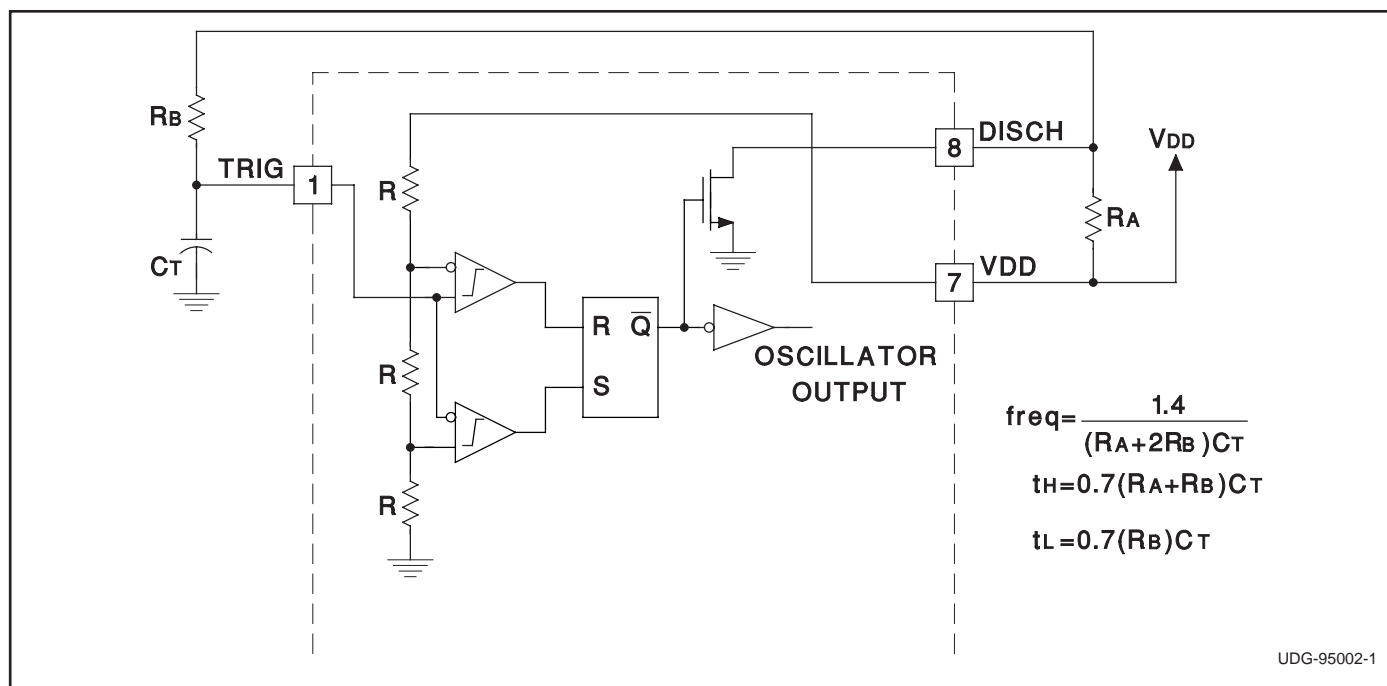 RB
TRIG
1
CT
R
R
R
R Q̅
S
8 DISCH
VDD
RA
7 VDD
OSCILLATOR
OUTPUT
freq= 1.4
(RA+2RB)CT
tH=0.7(RA+RB)CT
tL=0.7(RB)CT
UDG-95002-1